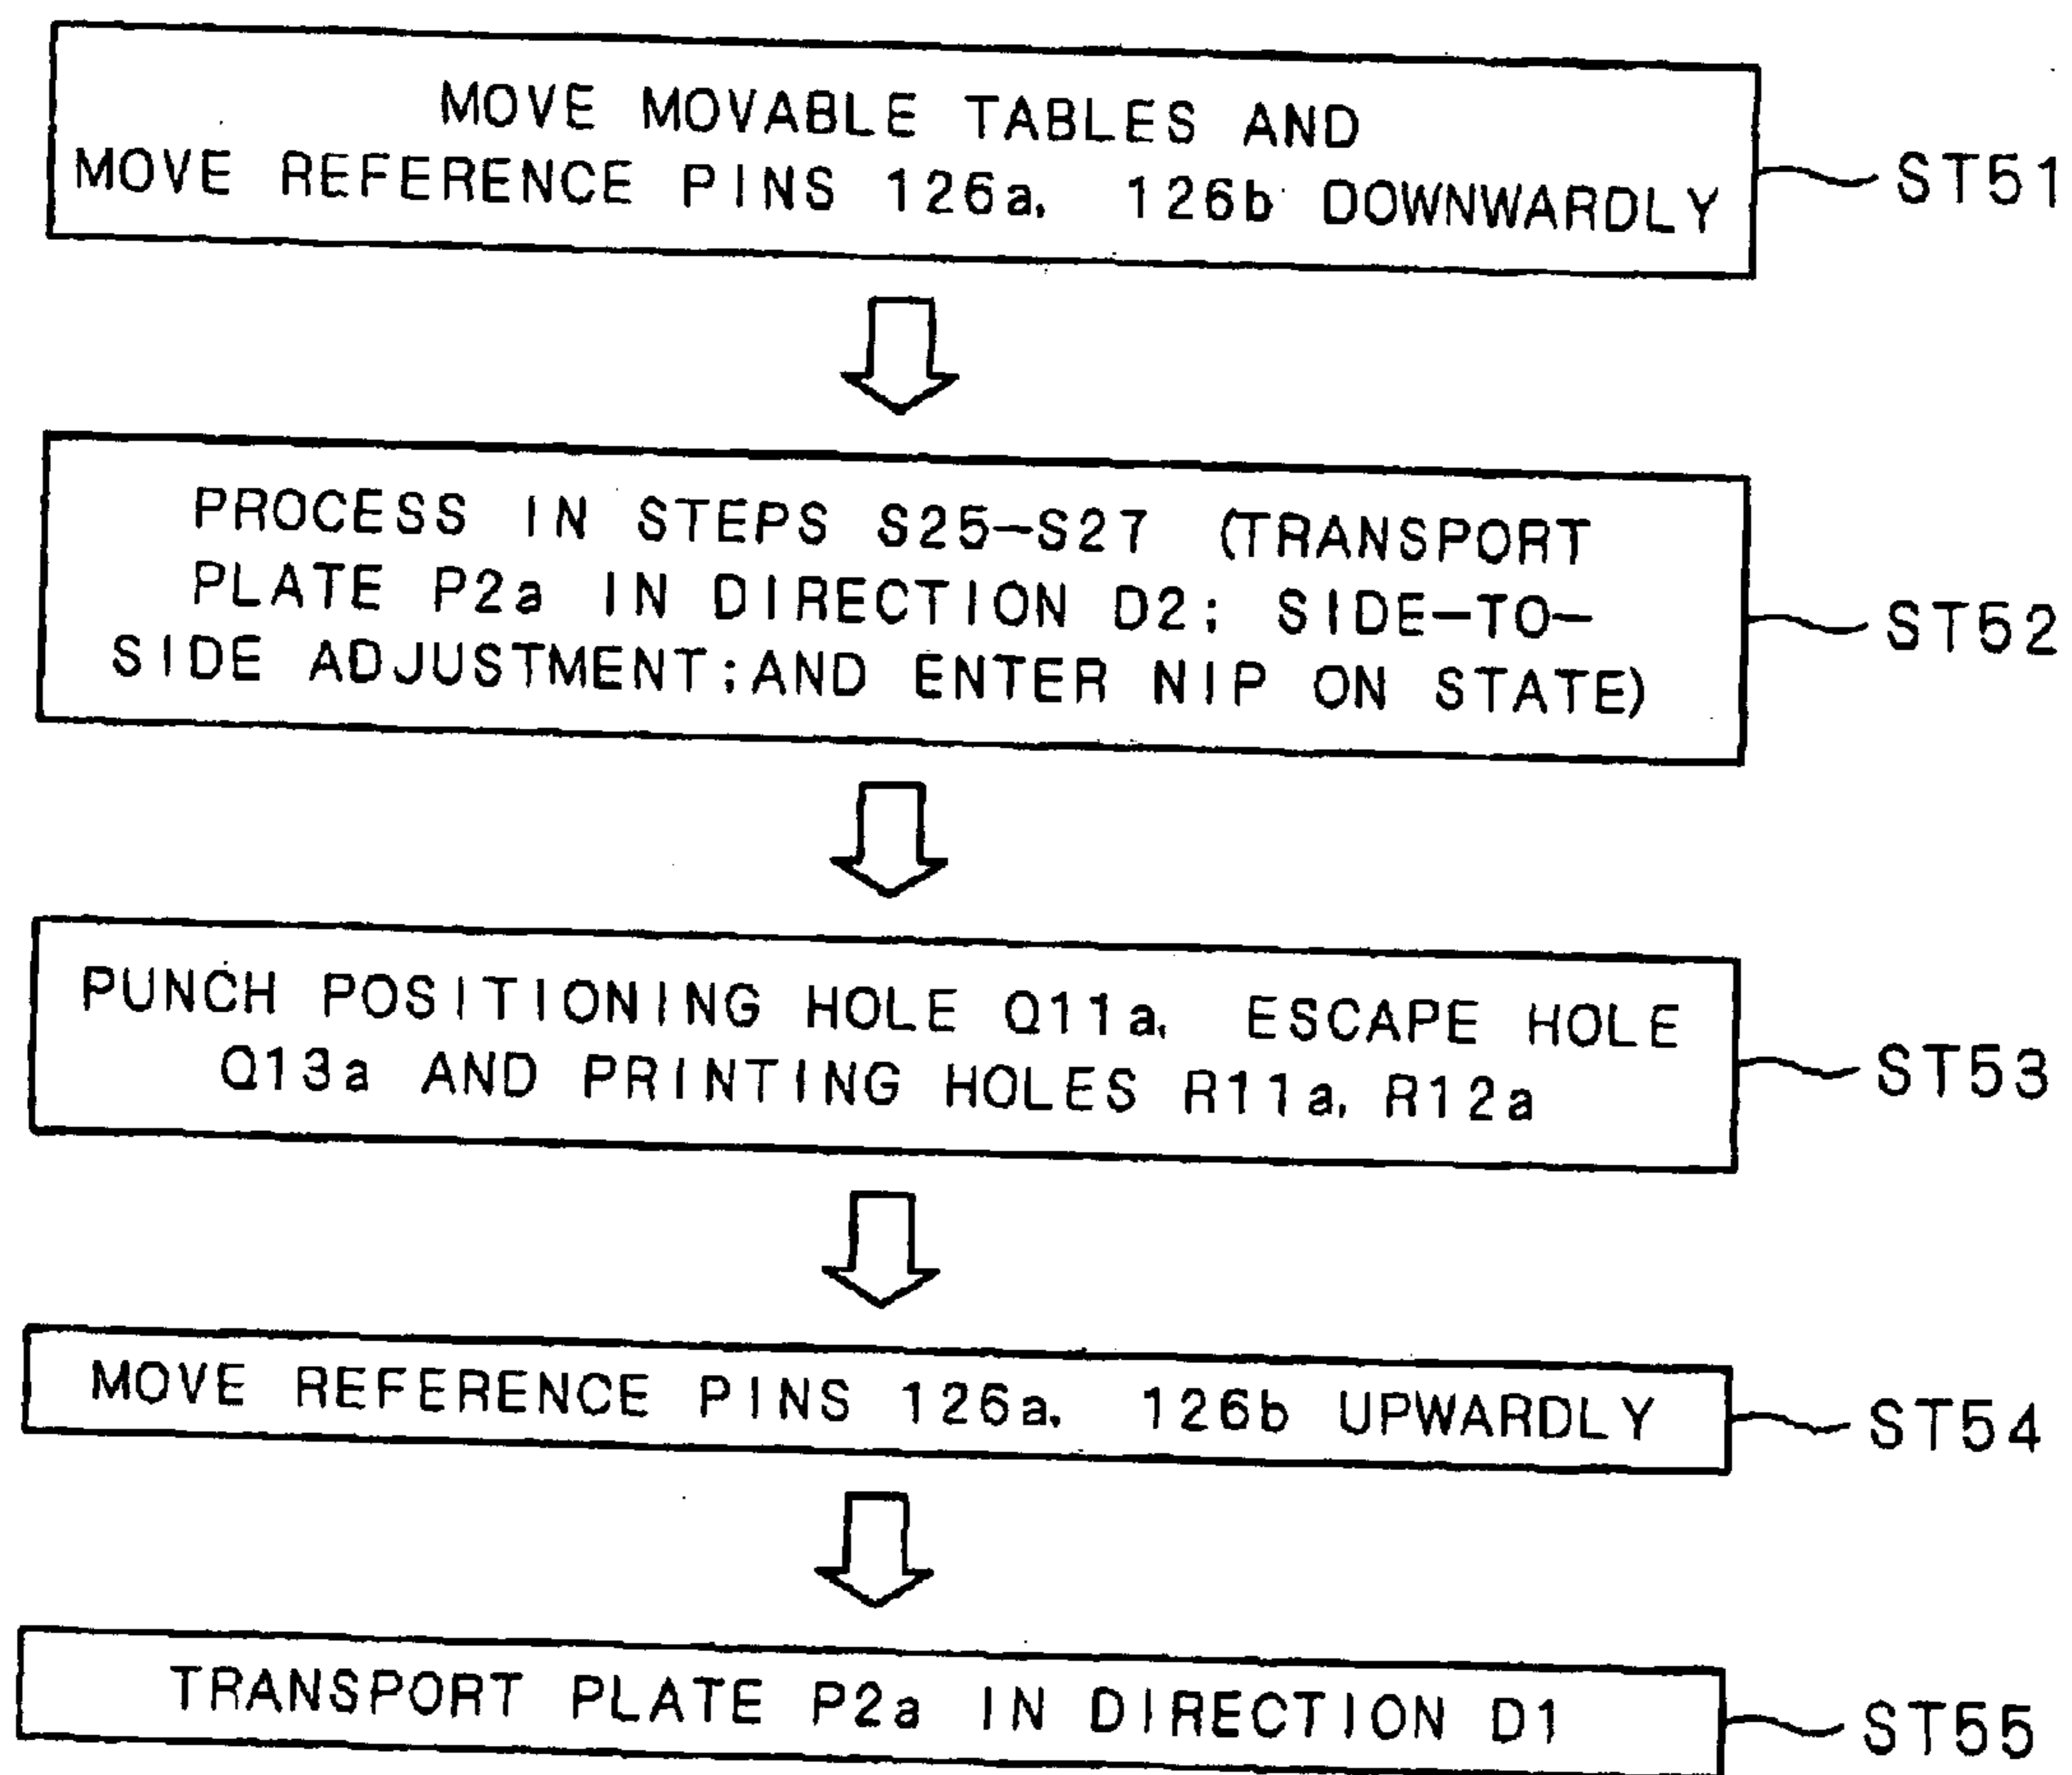 MOVE MOVABLE TABLES AND
MOVE REFERENCE PINS 126a, 126b DOWNWARDLY
ST51
PROCESS IN STEPS S25-S27 (TRANSPORT
PLATE P2a IN DIRECTION D2; SIDE-TO-
SIDE ADJUSTMENT;AND ENTER NIP ON STATE)
ST52
PUNCH POSITIONING HOLE Q11a, ESCAPE HOLE
Q13a AND PRINTING HOLES R11a, R12a
ST53
MOVE REFERENCE PINS 126a, 126b UPWARDLY
ST54
TRANSPORT PLATE P2a IN DIRECTION D1
ST55